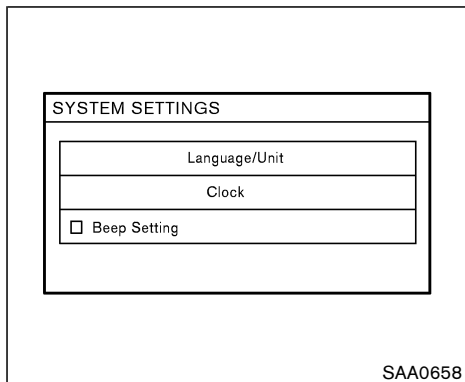 SYSTEM SETTINGS
Language/Unit
Clock
Beep Setting
SAA0658